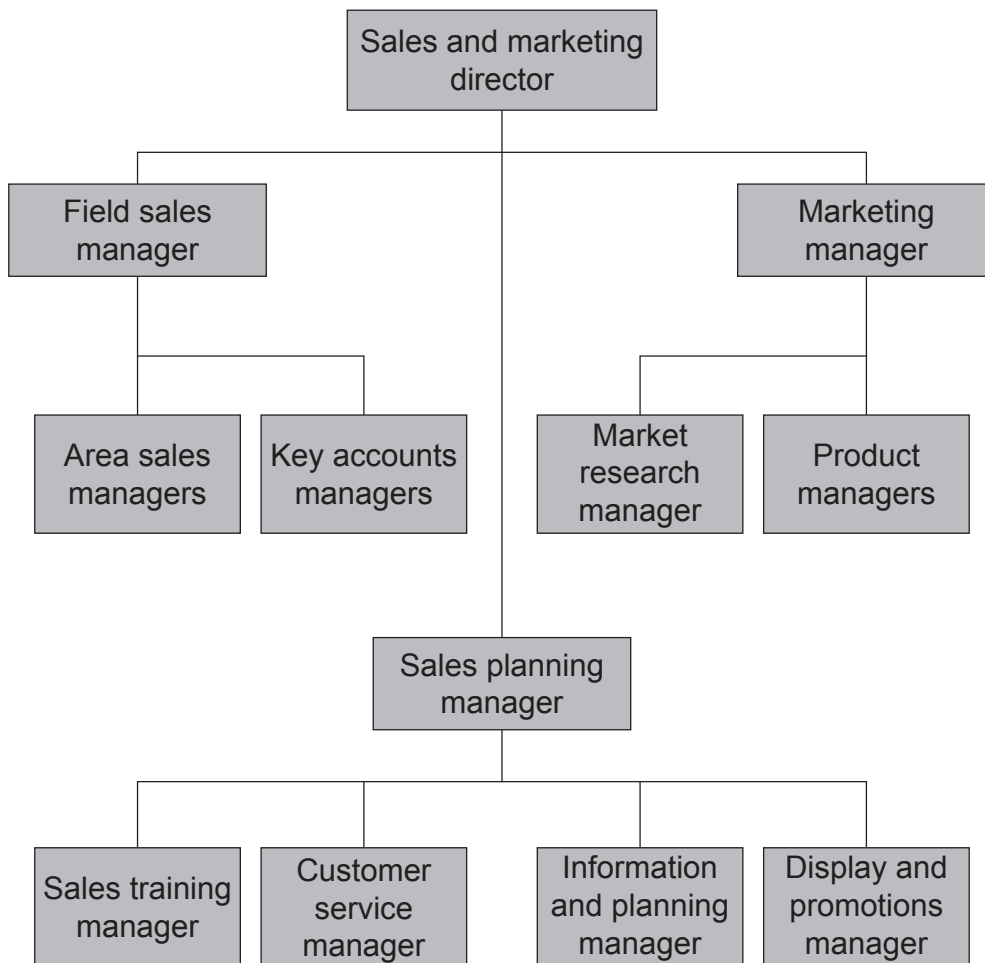 Sales and marketing
director
Field sales
manager
Marketing
manager
Area sales
managers
Key accounts
managers
Market
research
manager
Product
managers
Sales planning
manager
Sales training
manager
Customer
service
manager
Information
and planning
manager
Display and
promotions
manager